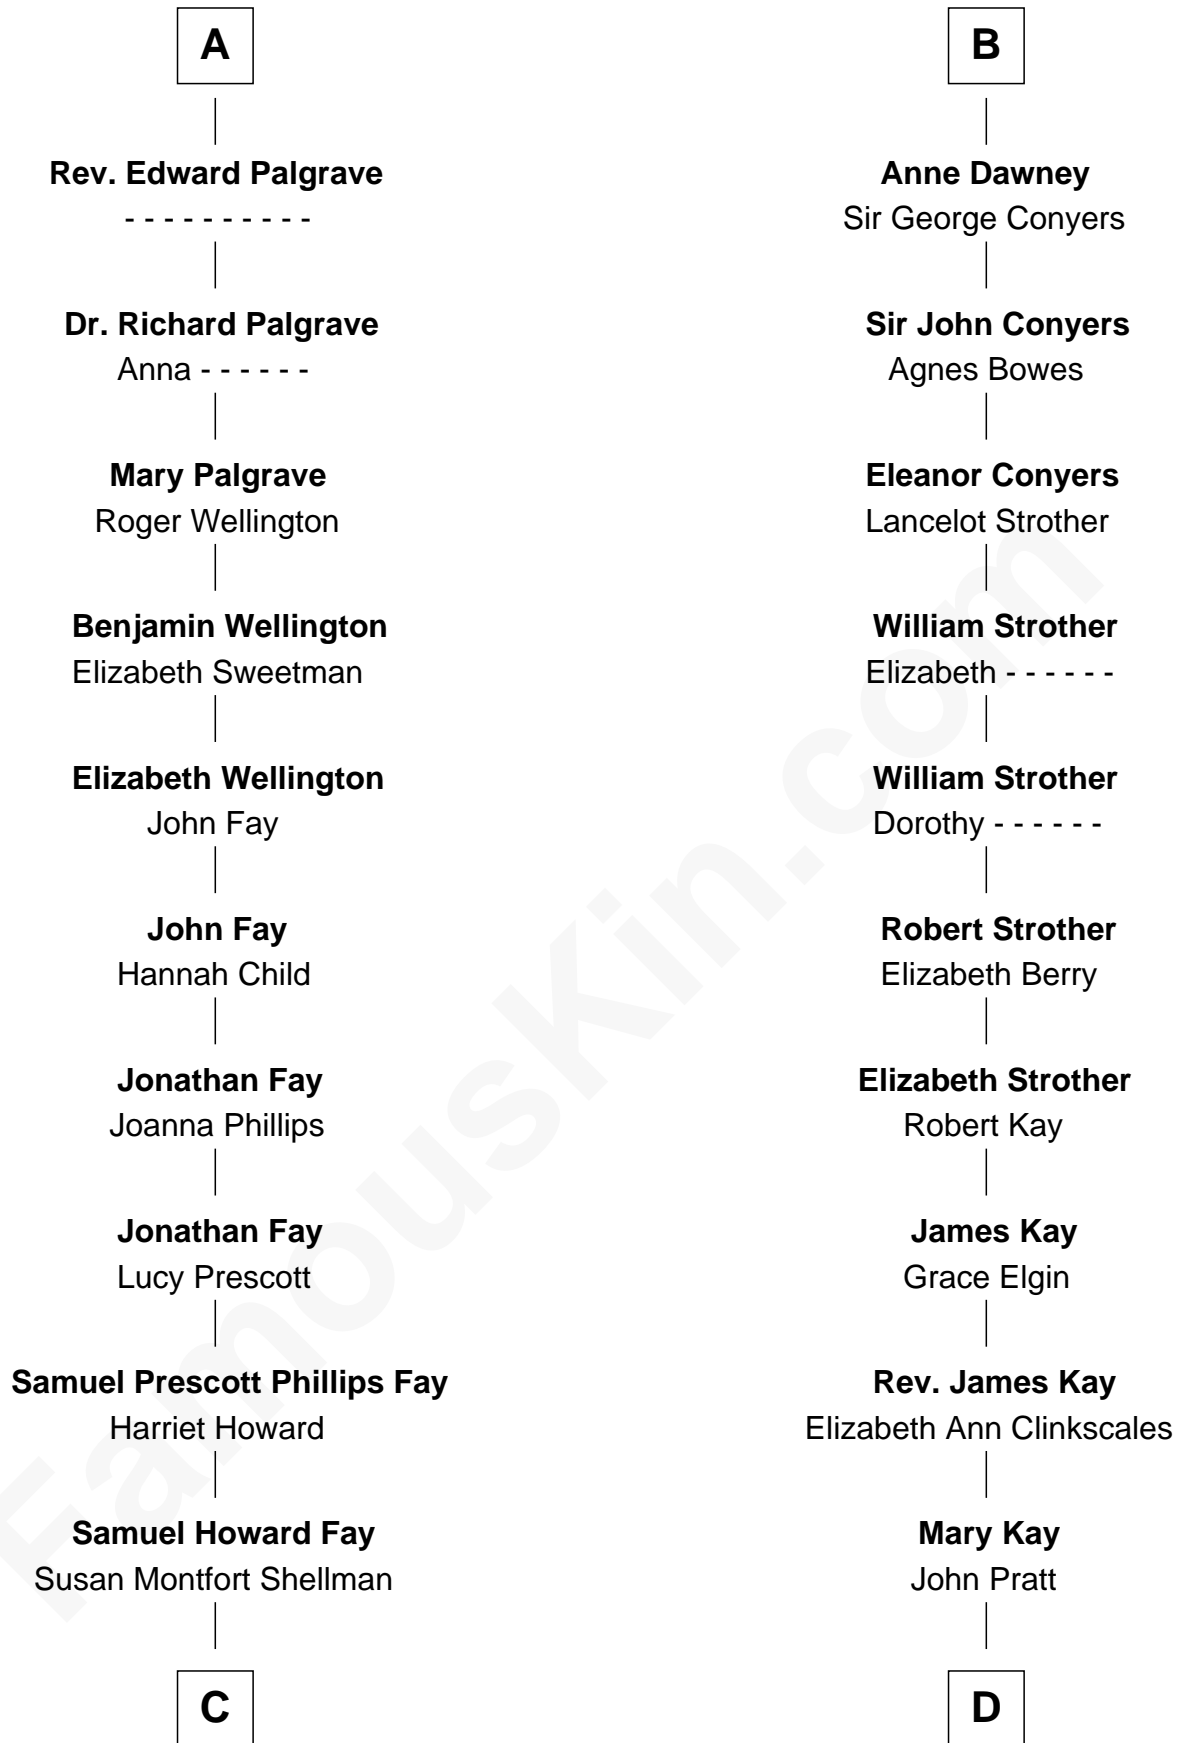 A
Rev. Edward Palgrave
- - - - - - - - - -
Dr. Richard Palgrave
Anna - - - - - -
Mary Palgrave
Roger Wellington
Benjamin Wellington
Elizabeth Sweetman
Elizabeth Wellington
John Fay
John Fay
Hannah Child
Jonathan Fay
Joanna Phillips
Jonathan Fay
Lucy Prescott
Samuel Prescott Phillips Fay
Harriet Howard
Samuel Howard Fay
Susan Montfort Shellman
C
B
Anne Dawney
Sir George Conyers
Sir John Conyers
Agnes Bowes
Eleanor Conyers
Lancelot Strother
William Strother
Elizabeth - - - - - -
William Strother
Dorothy - - - - - -
Robert Strother
Elizabeth Berry
Elizabeth Strother
Robert Kay
James Kay
Grace Elgin
Rev. James Kay
Elizabeth Ann Clinkscales
Mary Kay
John Pratt
D
FamousKin.com